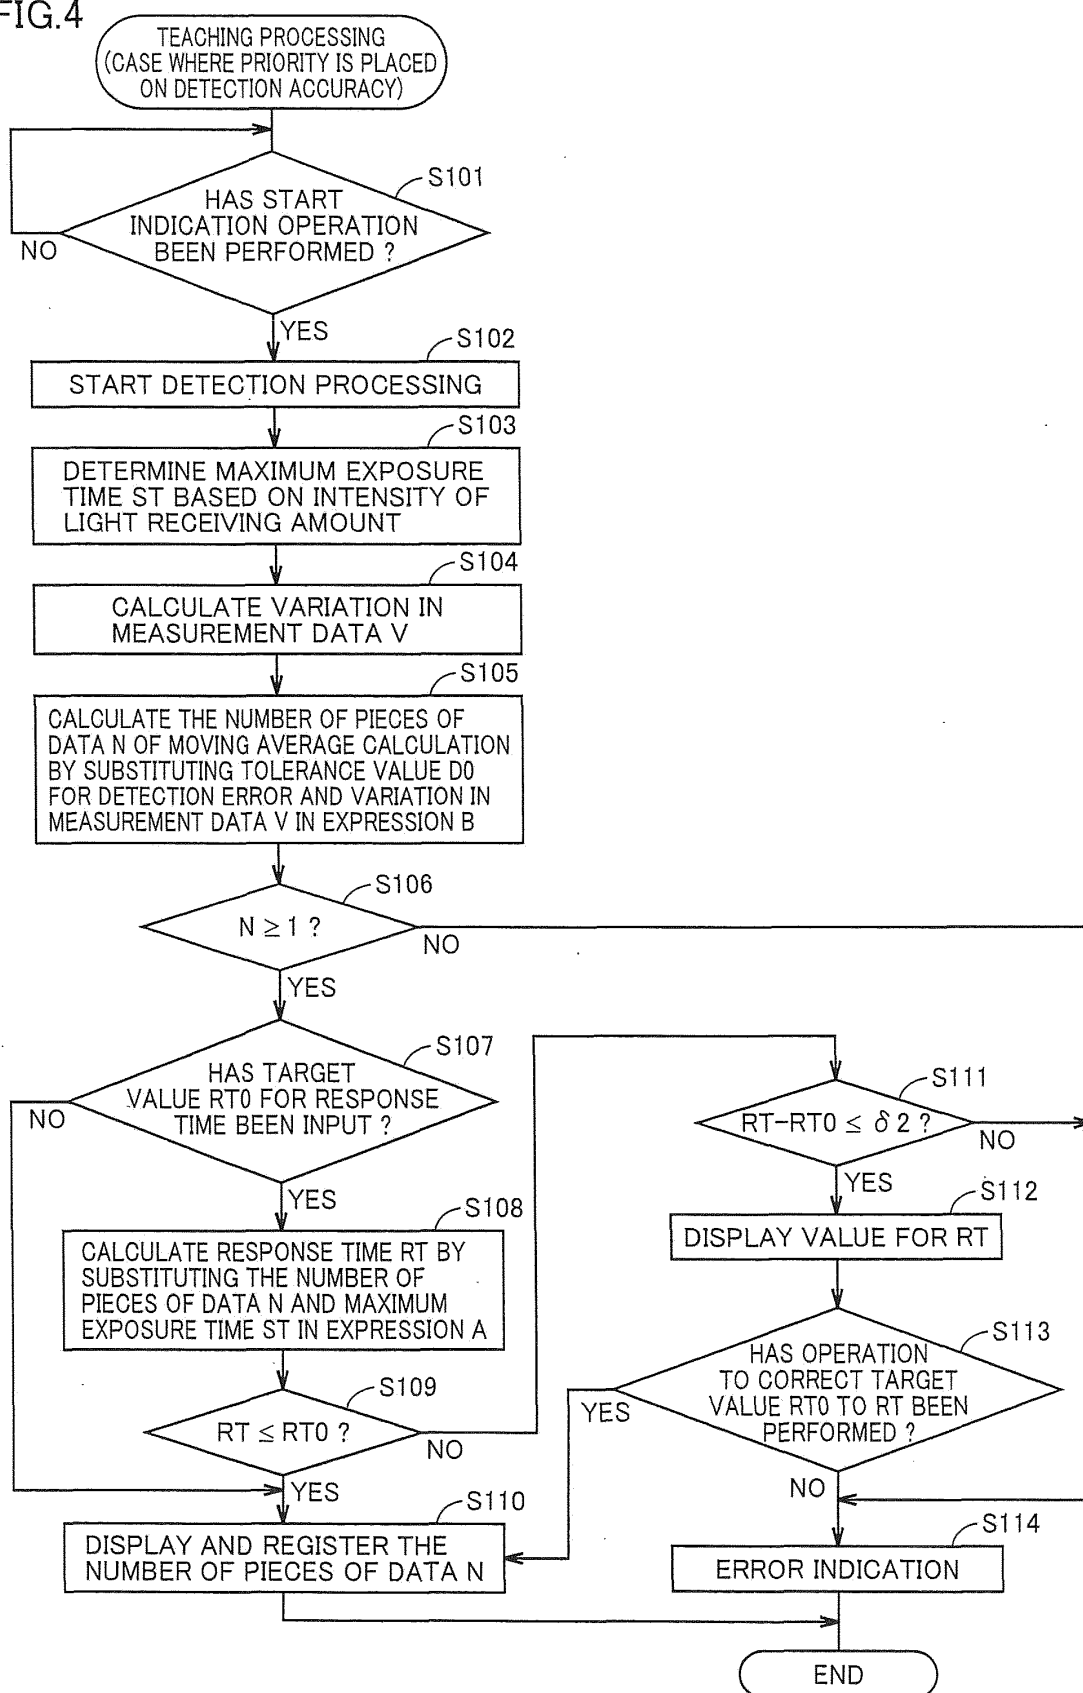 FIG.4
TEACHING PROCESSING
(CASE WHERE PRIORITY IS PLACED
ON DETECTION ACCURACY)
S101
HAS START
INDICATION OPERATION
BEEN PERFORMED ?
NO
YES
S102
START DETECTION PROCESSING
S103
DETERMINE MAXIMUM EXPOSURE
TIME ST BASED ON INTENSITY OF
LIGHT RECEIVING AMOUNT
S104
CALCULATE VARIATION IN
MEASUREMENT DATA V
S105
CALCULATE THE NUMBER OF PIECES OF
DATA N OF MOVING AVERAGE CALCULATION
BY SUBSTITUTING TOLERANCE VALUE D0
FOR DETECTION ERROR AND VARIATION IN
MEASUREMENT DATA V IN EXPRESSION B
S106
N ≥ 1 ?
NO
YES
S107
HAS TARGET
VALUE RT0 FOR RESPONSE
TIME BEEN INPUT ?
NO
YES
S108
CALCULATE RESPONSE TIME RT BY
SUBSTITUTING THE NUMBER OF
PIECES OF DATA N AND MAXIMUM
EXPOSURE TIME ST IN EXPRESSION A
S109
RT ≤ RT0 ?
NO
YES
S110
DISPLAY AND REGISTER THE
NUMBER OF PIECES OF DATA N
S111
RT-RT0 ≤ δ 2 ?
NO
YES
S112
DISPLAY VALUE FOR RT
S113
HAS OPERATION
TO CORRECT TARGET
VALUE RT0 TO RT BEEN
PERFORMED ?
YES
NO
S114
ERROR INDICATION
END